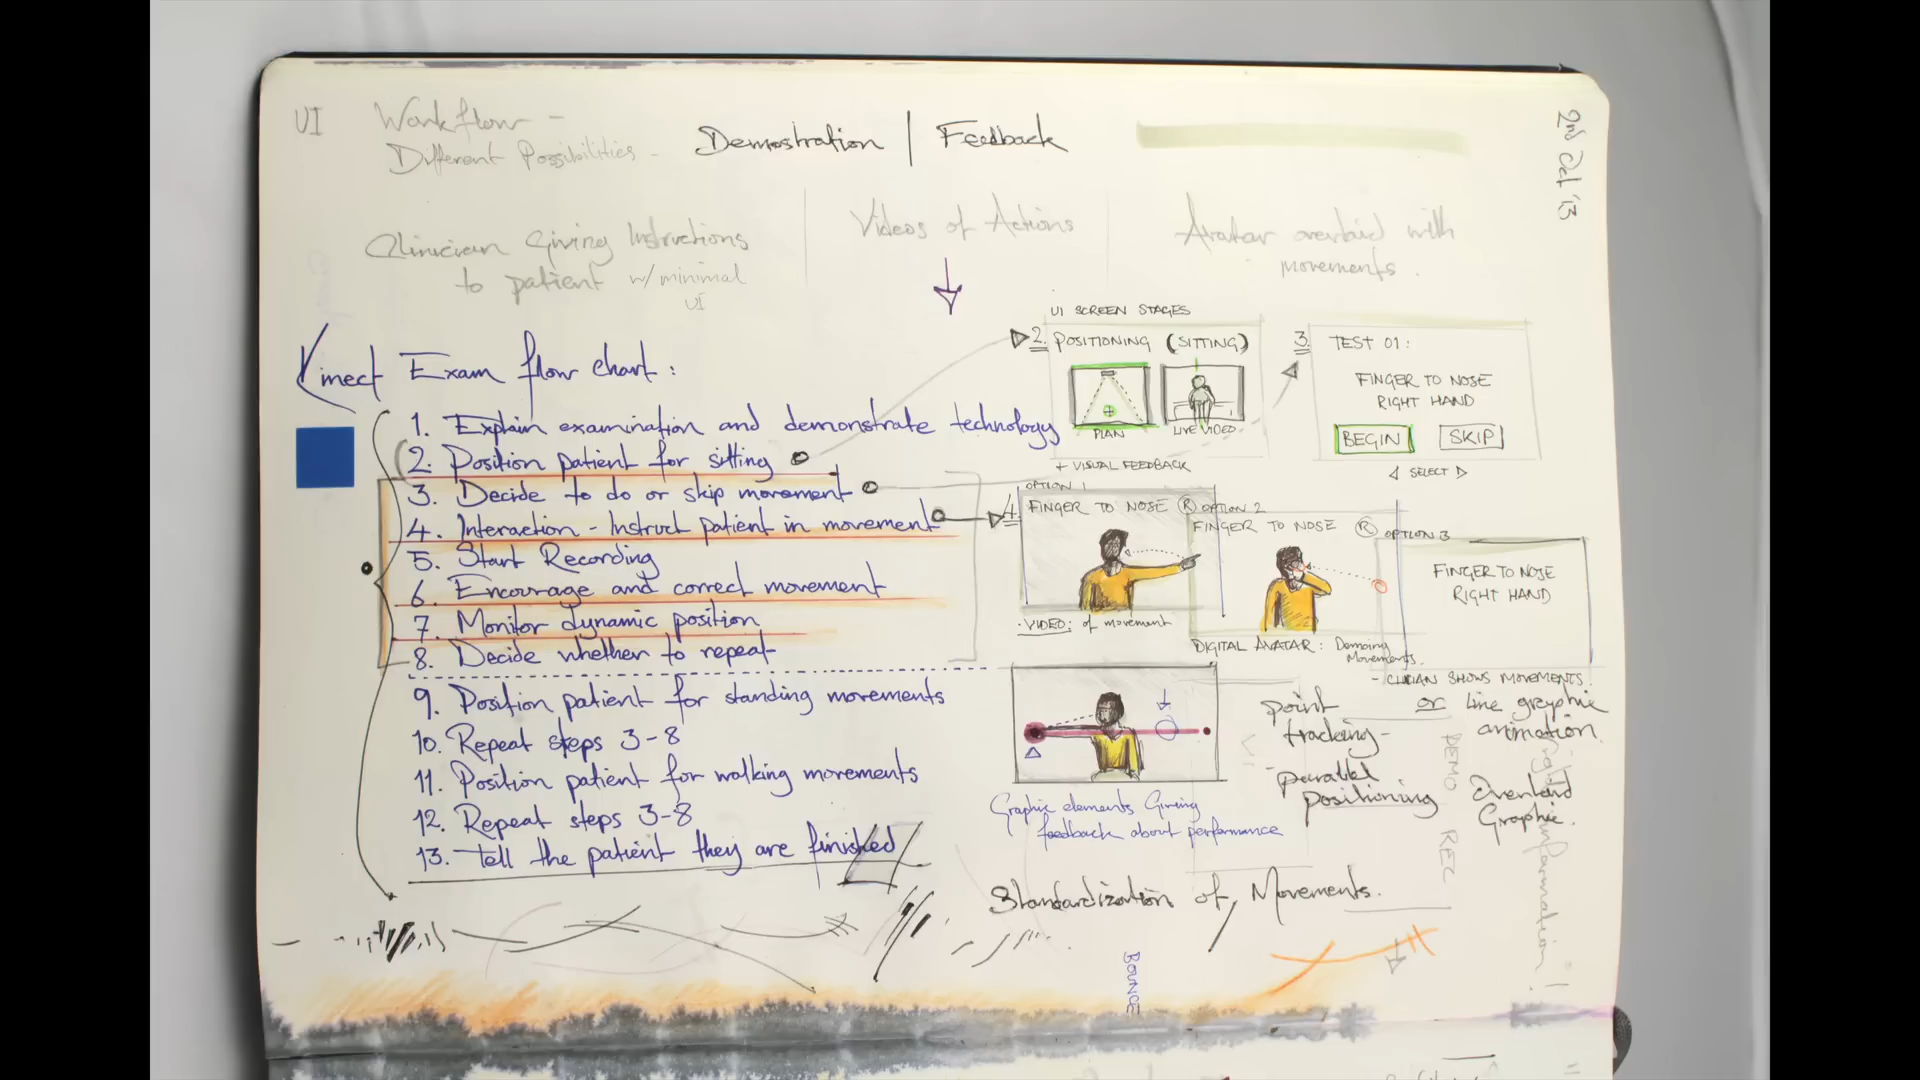 UI
Workflow -
Different Possibilities -
Demostration | Feedback
2nd Oct '13
Clinician Giving Instructions
to patient w/ minimal
UI
Videos of Actions
Avatar overlaid with
movements.
Kinect Exam flow chart:
1. Explain examination and demonstrate technology
2. Position patient for sitting
3. Decide to do or skip movement
4. Interaction - Instruct patient in movement
5. Start Recording
6. Encourage and correct movement
7. Monitor dynamic position
8. Decide whether to repeat
9. Position patient for standing movements
10. Repeat steps 3-8
11. Position patient for walking movements
12. Repeat steps 3-8
13. Tell the patient they are finished
UI SCREEN STAGES
2. POSITIONING (SITTING)
PLAN
LIVE VIDEO
+ VISUAL FEEDBACK
3. TEST 01:
FINGER TO NOSE
RIGHT HAND
BEGIN
SKIP
SELECT
OPTION 1
4. FINGER TO NOSE R
VIDEO: of movement
OPTION 2
FINGER TO NOSE R
DIGITAL AVATAR: Demoing
Movements.
OPTION 3
FINGER TO NOSE
RIGHT HAND
SHOWS MOVEMENTS.
or Line graphic
animation.
point
tracking -
parallel
positioning
Overlaid
Graphic.
DEMO
REC
Graphic elements Giving
feedback about performance
Standardization of Movements.
BOUNCE